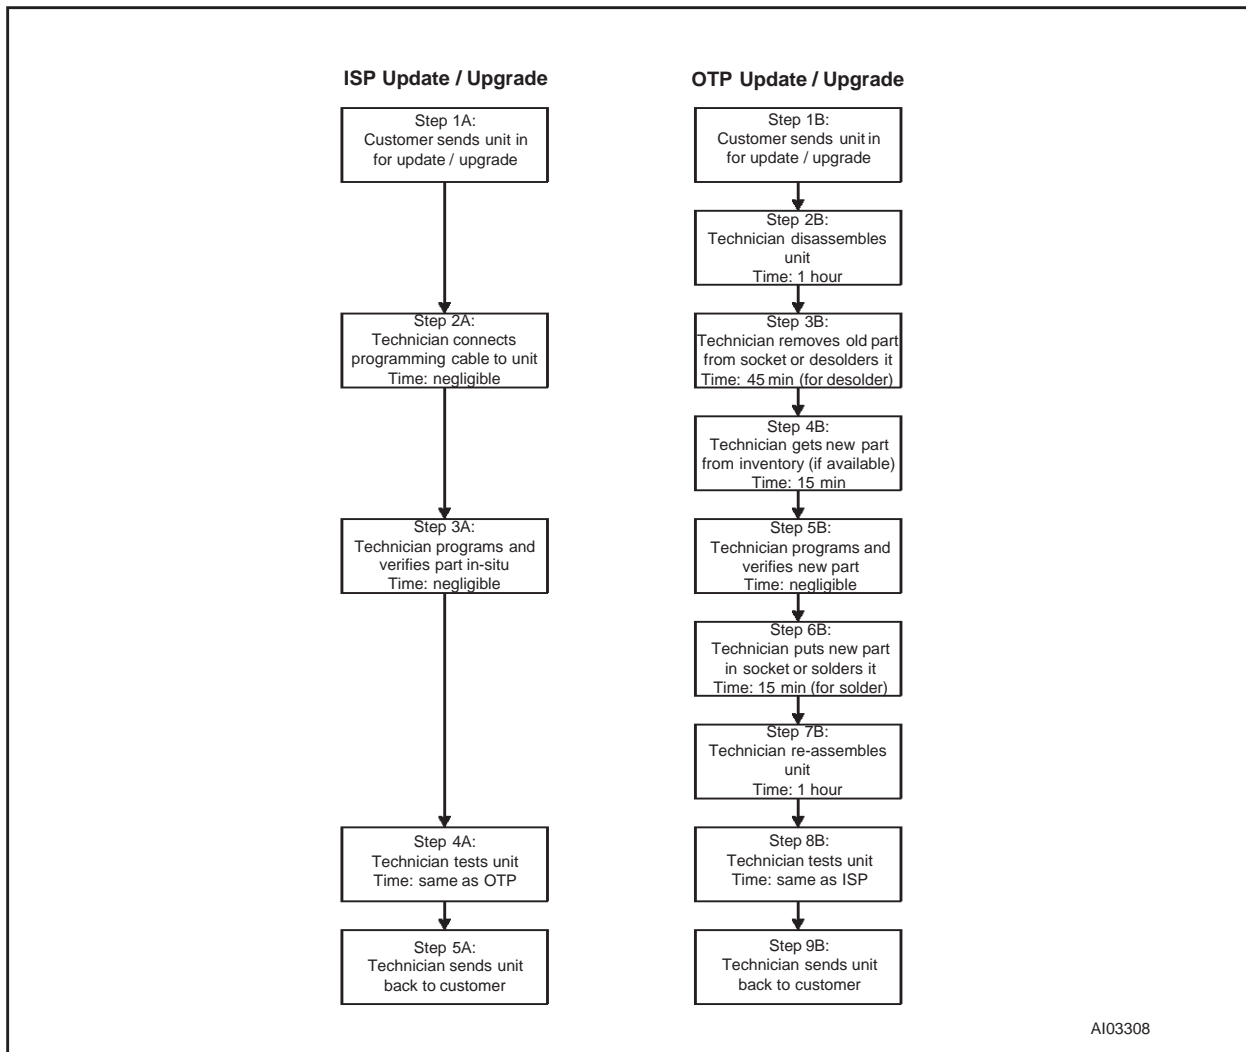 ISP Update / Upgrade
Step 1A:
Customer sends unit in
for update / upgrade
Step 2A:
Technician connects
programming cable to unit
Time: negligible
Step 3A:
Technician programs and
verifies part in-situ
Time: negligible
Step 4A:
Technician tests unit
Time: same as OTP
Step 5A:
Technician sends unit
back to customer
OTP Update / Upgrade
Step 1B:
Customer sends unit in
for update / upgrade
Step 2B:
Technician disassembles
unit
Time: 1 hour
Step 3B:
Technician removes old part
from socket or desolders it
Time: 45 min (for desolder)
Step 4B:
Technician gets new part
from inventory (if available)
Time: 15 min
Step 5B:
Technician programs and
verifies new part
Time: negligible
Step 6B:
Technician puts new part
in socket or solders it
Time: 15 min (for solder)
Step 7B:
Technician re-assembles
unit
Time: 1 hour
Step 8B:
Technician tests unit
Time: same as ISP
Step 9B:
Technician sends unit
back to customer
AI03308